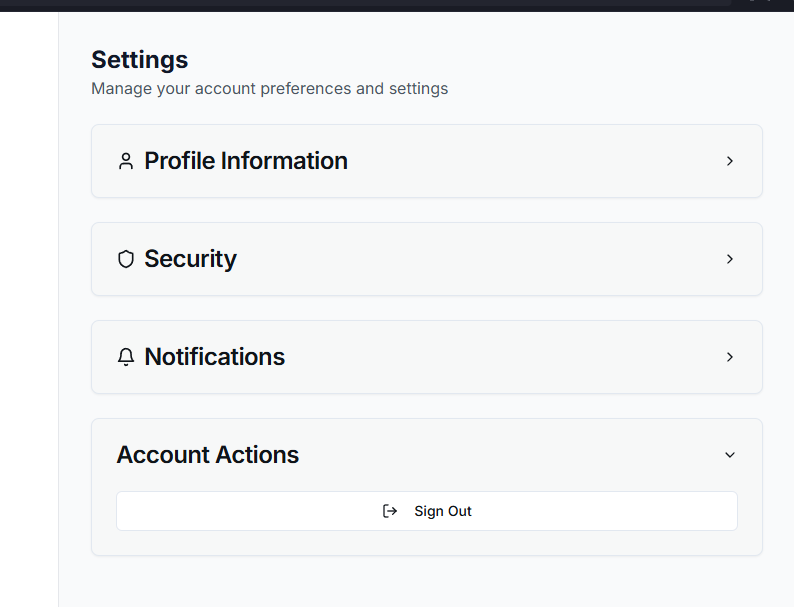 Settings
Manage your account preferences and settings
Profile Information
Security
Notifications
Account Actions
Sign Out